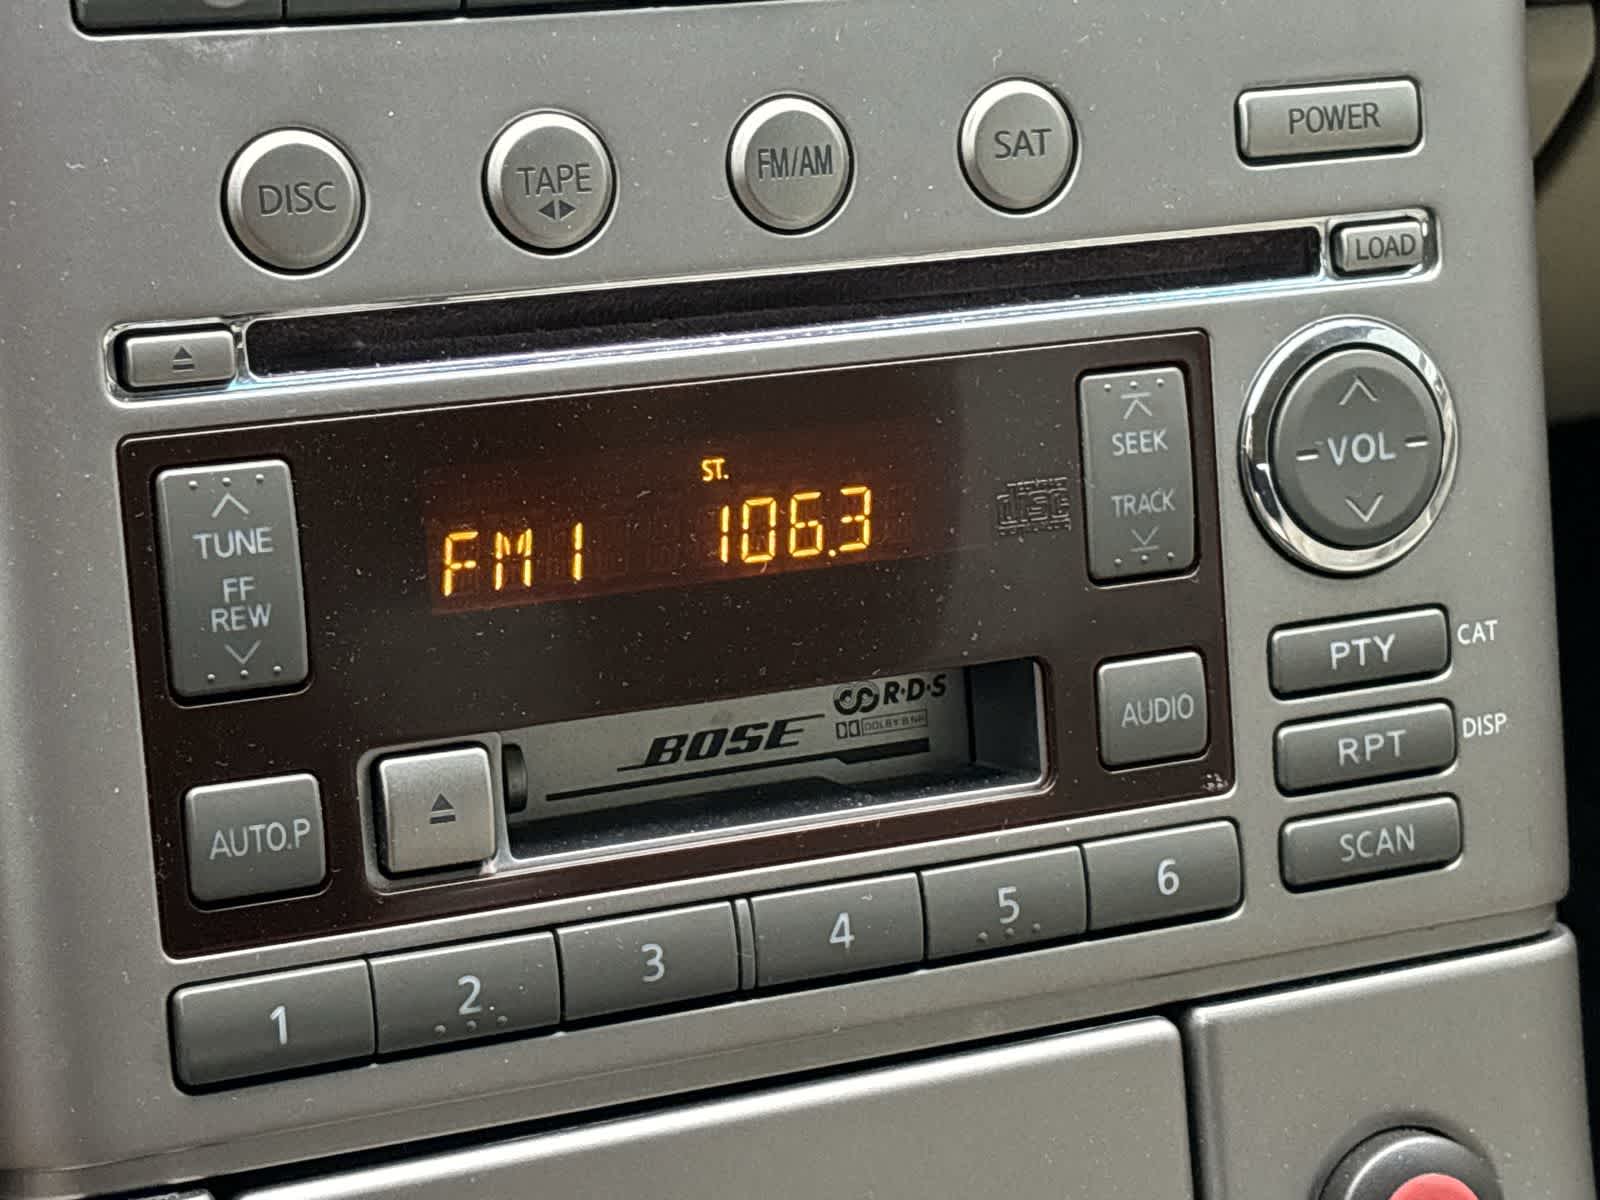 DISC
TAPE
FM/AM
SAT
POWER
LOAD
TUNE
FF
REW
ST.
FM1 106.3
disc
SEEK
TRACK
VOL
PTY CAT
RPT DISP
SCAN
AUDIO
R·D·S
DOLBY B NR
BOSE
AUTO.P
1 2 3 4 5 6